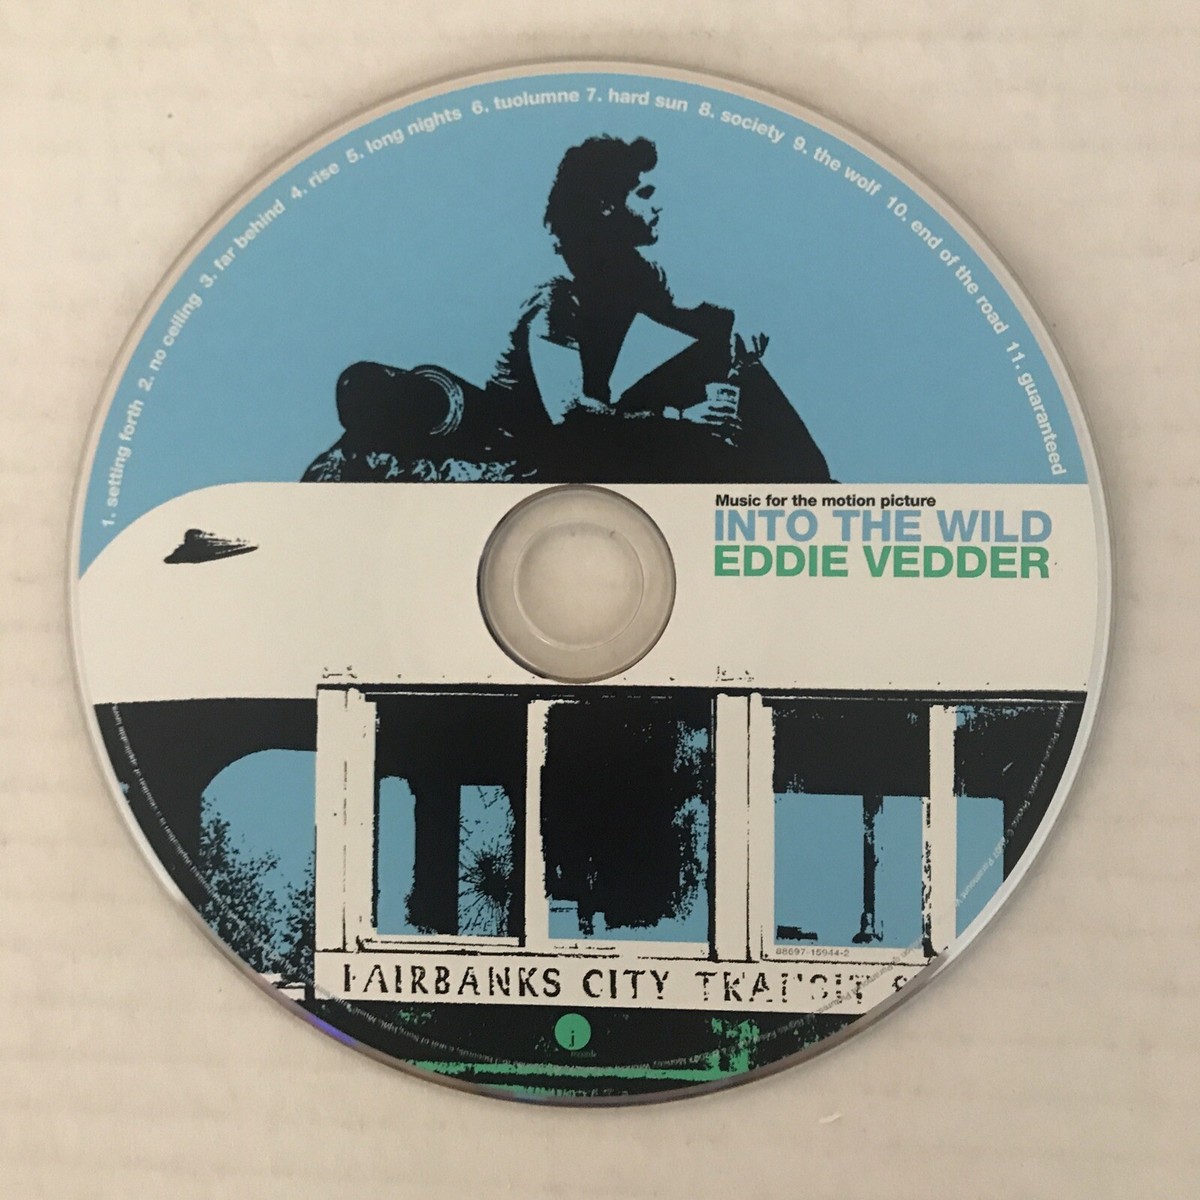 1. setting forth 2. no ceiling 3. far behind 4. rise 5. long nights 6. tuolumne 7. hard sun 8. society 9. the wolf 10. end of the road 11. guaranteed
Music for the motion picture
INTO THE WILD
EDDIE VEDDER
88697-15944-2
FAIRBANKS CITY TRANSIT S
j